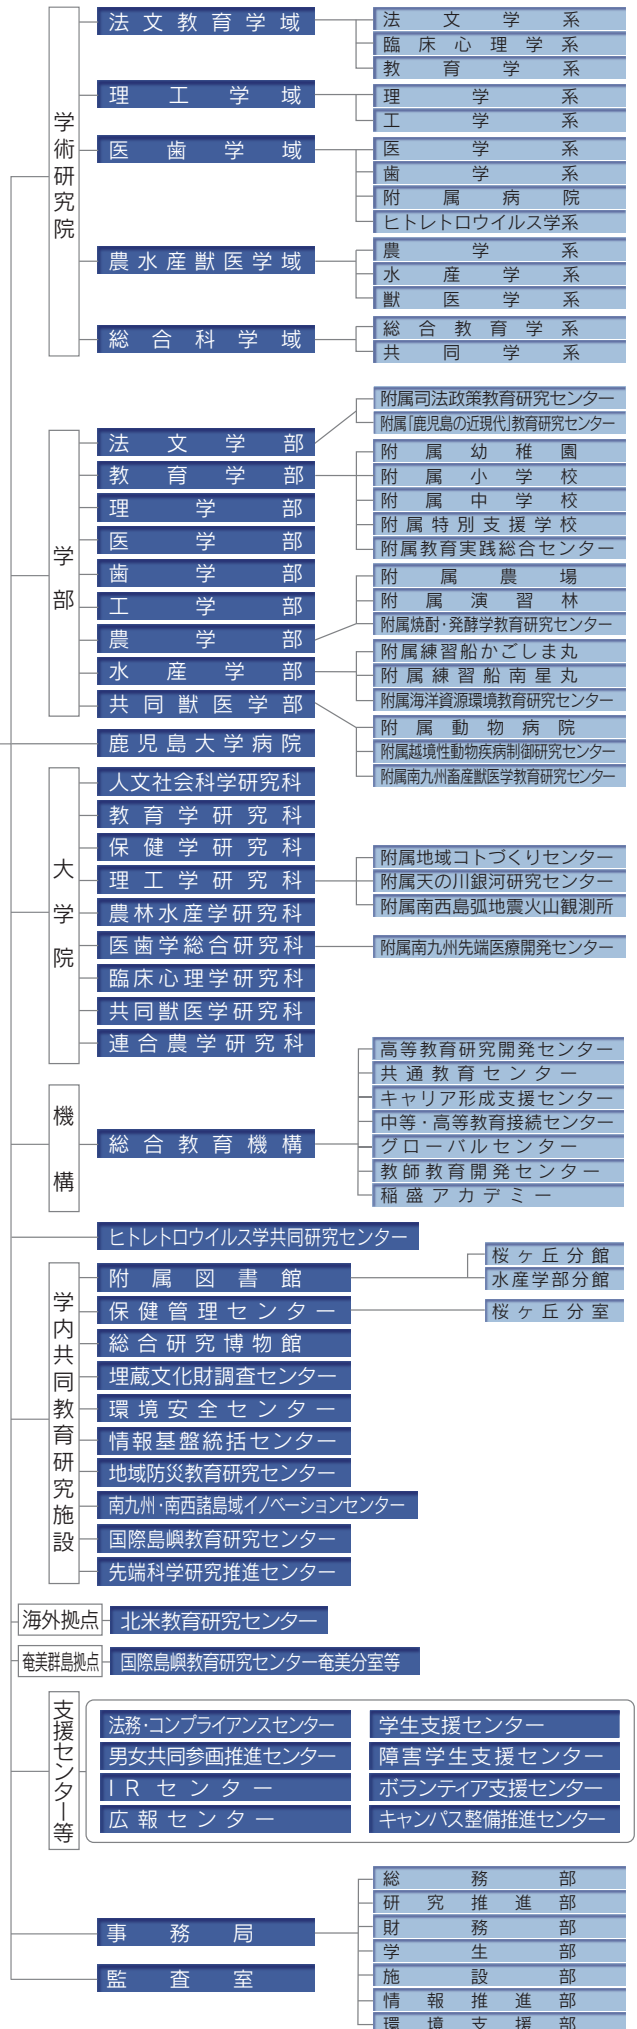 学術研究院
法文教育学域
法文学系
臨床心理学系
教育学系
理工学域
理学系
工学系
医歯学域
医学系
歯学系
附属病院
ヒトレトロウイルス学系
農水産獣医学域
農学系
水産学系
獣医学系
総合科学域
総合教育学系
共同学系
学部
法文学部
附属司法政策教育研究センター
附属「鹿児島の近現代」教育研究センター
教育学部
附属幼稚園
附属小学校
附属中学校
附属特別支援学校
附属教育実践総合センター
理学部
医学部
歯学部
工学部
農学部
附属農場
附属演習林
附属焼酎・発酵学教育研究センター
水産学部
附属練習船かごしま丸
附属練習船南星丸
附属海洋資源環境教育研究センター
共同獣医学部
附属動物病院
附属越境性動物疾病制御研究センター
附属南九州畜産獣医学教育研究センター
鹿児島大学病院
大学院
人文社会科学研究科
教育学研究科
保健学研究科
理工学研究科
附属地域コトづくりセンター
附属天の川銀河研究センター
附属南西島弧地震火山観測所
農林水産学研究科
医歯学総合研究科
附属南九州先端医療開発センター
臨床心理学研究科
共同獣医学研究科
連合農学研究科
機構
総合教育機構
高等教育研究開発センター
共通教育センター
キャリア形成支援センター
中等・高等教育接続センター
グローバルセンター
教師教育開発センター
稲盛アカデミー
ヒトレトロウイルス学共同研究センター
学内共同教育研究施設
附属図書館
桜ヶ丘分館
水産学部分館
保健管理センター
桜ヶ丘分室
総合研究博物館
埋蔵文化財調査センター
環境安全センター
情報基盤統括センター
地域防災教育研究センター
南九州・南西諸島域イノベーションセンター
国際島嶼教育研究センター
先端科学研究推進センター
海外拠点
北米教育研究センター
奄美群島拠点
国際島嶼教育研究センター奄美分室等
支援センター等
法務・コンプライアンスセンター
学生支援センター
男女共同参画推進センター
障害学生支援センター
IRセンター
ボランティア支援センター
広報センター
キャンパス整備推進センター
事務局
総務部
研究推進部
財務部
学生部
施設部
情報推進部
環境支援部
監査室